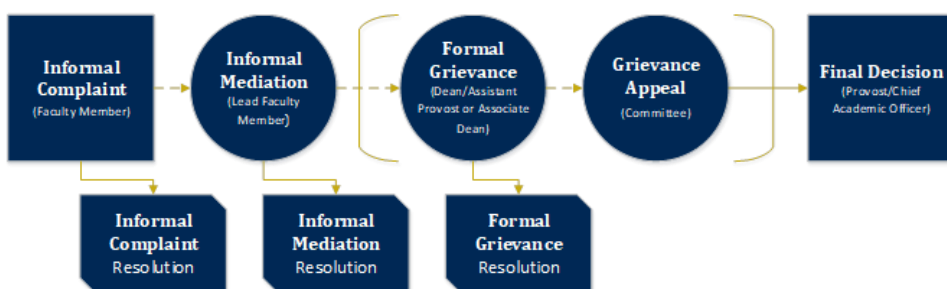 Informal
Complaint
(Faculty Member)
Informal
Mediation
(Lead Faculty
Member)
Formal
Grievance
(Dean/Assistant
Provost or Associate
Dean)
Grievance
Appeal
(Committee)
Final Decision
(Provost/Chief
Academic Officer)
Informal
Complaint
Resolution
Informal
Mediation
Resolution
Formal
Grievance
Resolution